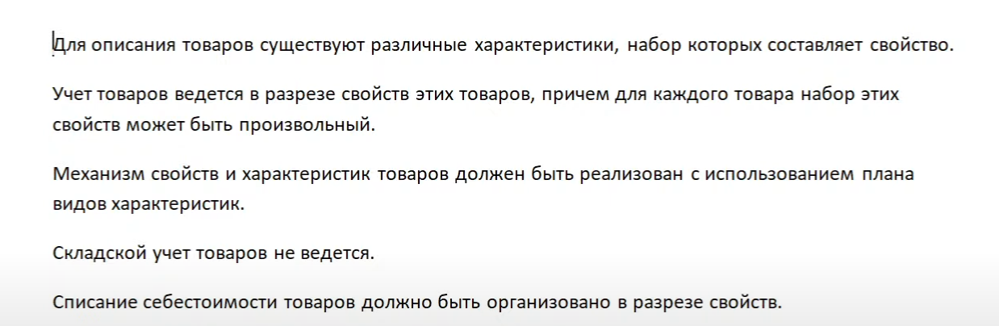 Для описания товаров существуют различные характеристики, набор которых составляет свойство.
Учет товаров ведется в разрезе свойств этих товаров, причем для каждого товара набор этих
свойств может быть произвольный.
Механизм свойств и характеристик товаров должен быть реализован с использованием плана
видов характеристик.
Складской учет товаров не ведется.
Списание себестоимости товаров должно быть организовано в разрезе свойств.